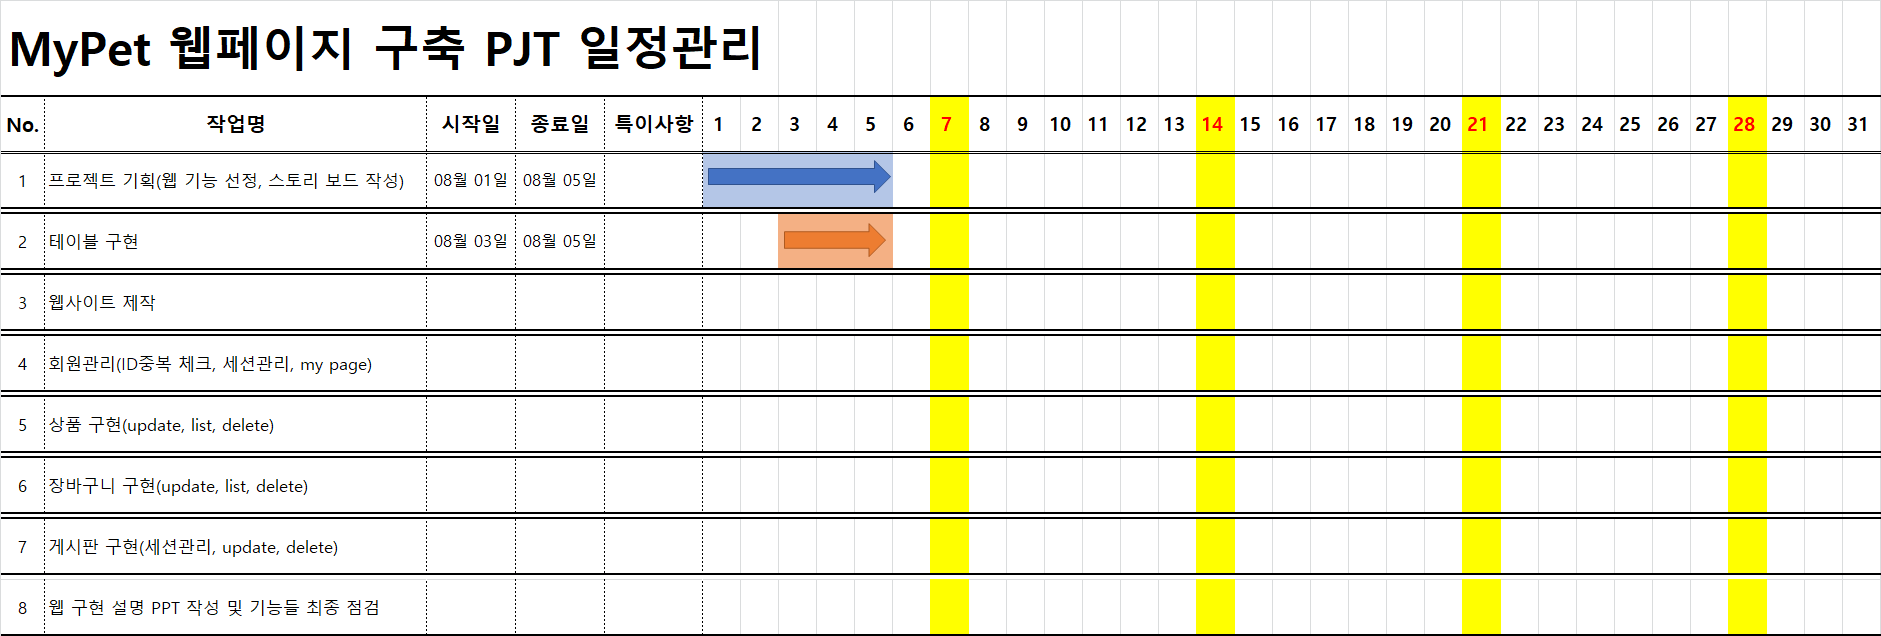 MyPet 웹페이지 구축 PJT 일정관리
No. 작업명 시작일 종료일 특이사항 1 2 3 4 5 6 7 8 9 10 11 12 13 14 15 16 17 18 19 20 21 22 23 24 25 26 27 28 29 30 31
1 프로젝트 기획(웹 기능 선정, 스토리 보드 작성) 08월 01일 08월 05일
2 테이블 구현 08월 03일 08월 05일
3 웹사이트 제작
4 회원관리(ID중복 체크, 세션관리, my page)
5 상품 구현(update, list, delete)
6 장바구니 구현(update, list, delete)
7 게시판 구현(세션관리, update, delete)
8 웹 구현 설명 PPT 작성 및 기능들 최종 점검